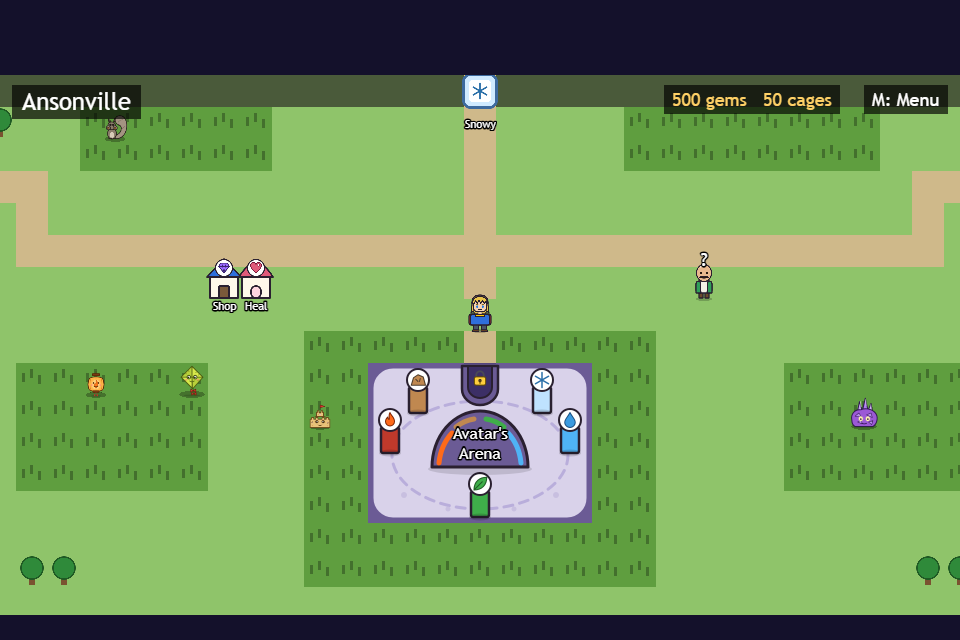 Ansonville
500 gems 50 cages
M: Menu
Snowy
?
Shop
Heal
Avatar's
Arena